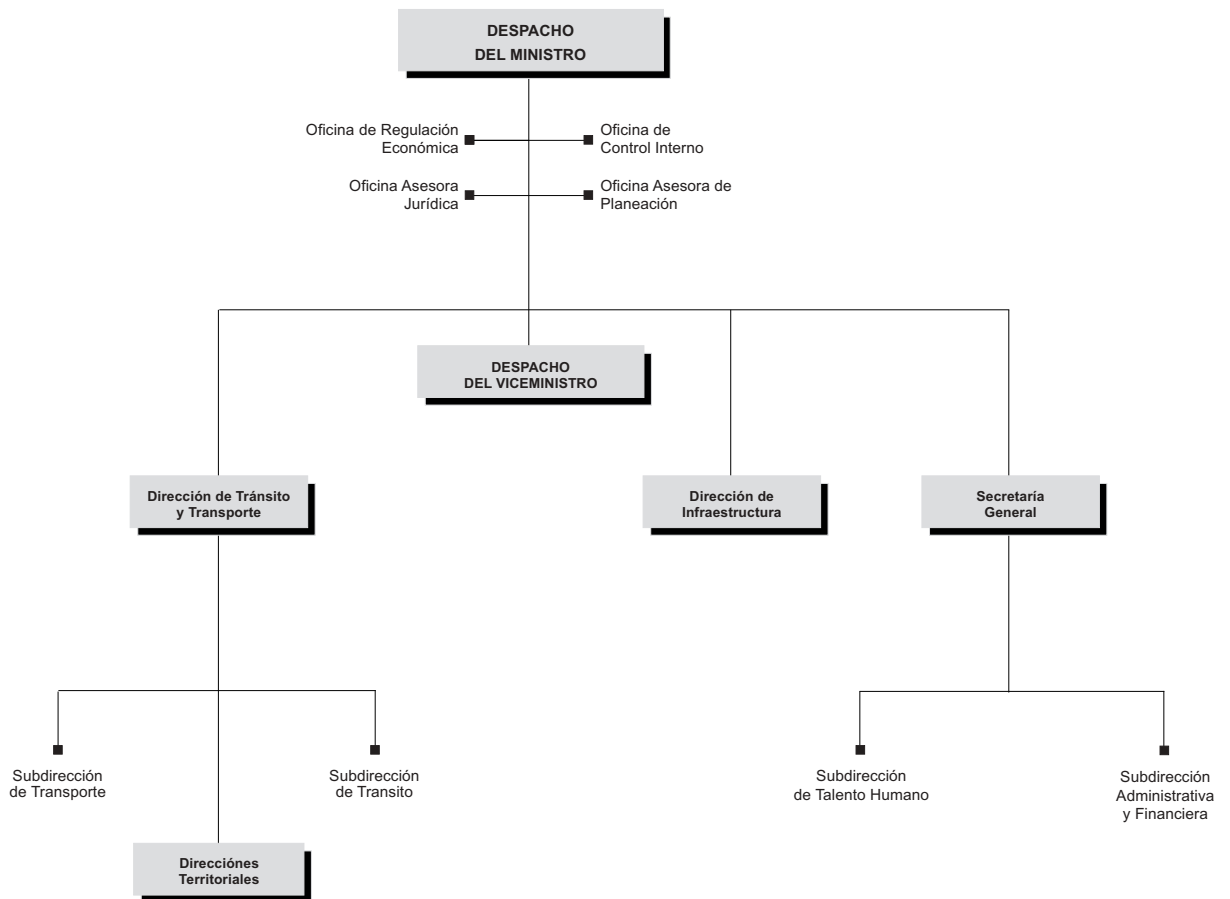 DESPACHO
DEL MINISTRO
Oficina de Regulación
Económica
Oficina de
Control Interno
Oficina Asesora
Jurídica
Oficina Asesora de
Planeación
DESPACHO
DEL VICEMINISTRO
Dirección de Tránsito
y Transporte
Dirección de
Infraestructura
Secretaría
General
Subdirección
de Transporte
Subdirección
de Transito
Subdirección
de Talento Humano
Subdirección
Administrativa
y Financiera
Direcciónes
Territoriales